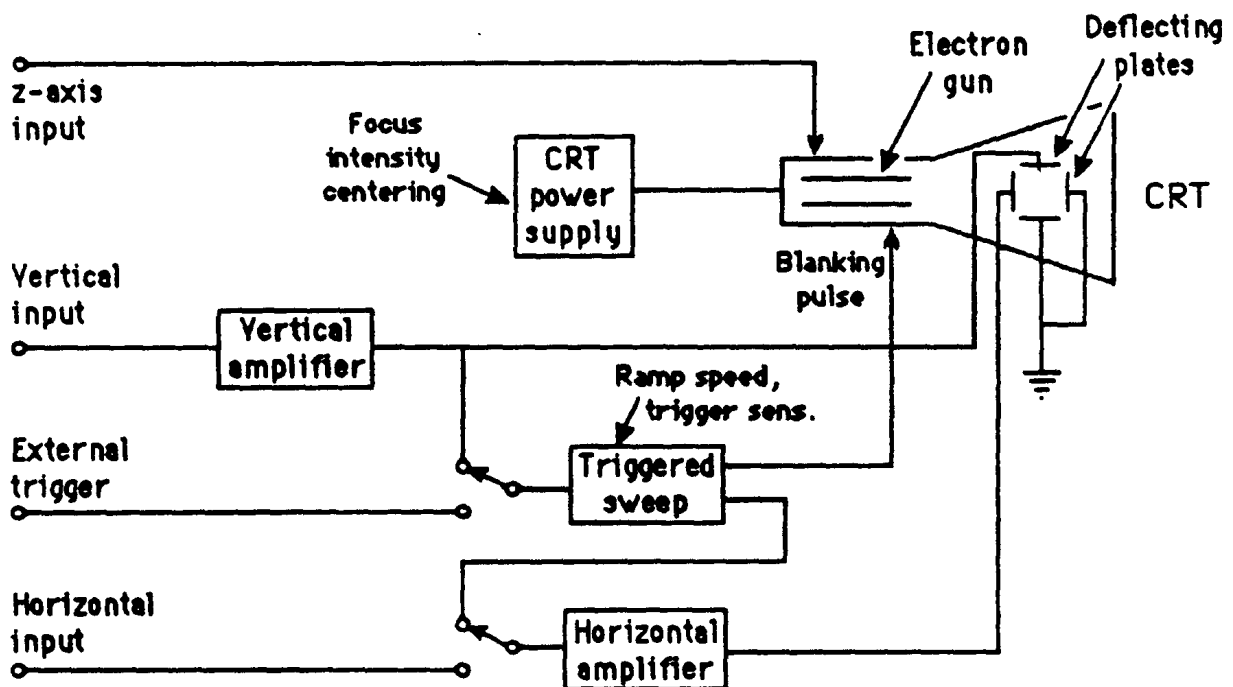 Deflecting
plates
Electron
gun
z-axis
input
Focus
intensity
centering
CRT
power
supply
CRT
Blanking
pulse
Vertical
input
Vertical
amplifier
Ramp speed,
trigger sens.
External
trigger
Triggered
sweep
Horizontal
input
Horizontal
amplifier